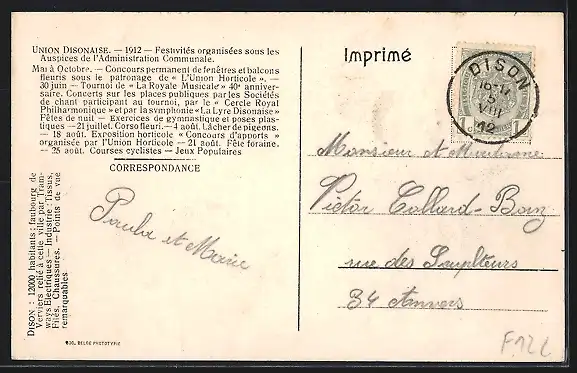 UNION DISONAISE. — 1912 — Festivités organisées sous les
Auspices de l'Administration Communale.
Mai à Octobre. — Concours permanent de fenêtres et balcons
fleuris sous le patronage de « L'Union Horticole ». —
30 juin — Tournoi de « La Royale Musicale » 40e anniver-
saire. Concerts sur les places publiques par les Sociétés
de chant participant au tournoi, par le « Cercle Royal
Philharmonique » et par la symphonie « La Lyre Disonaise »
Fêtes de nuit — Exercices de gymnastique et poses plas-
tiques — 21 juillet. Corso fleuri. — 4 août. Lâcher de pigeons.
— 18 août. Exposition horticole « Concours d'apports »
organisée par l'Union Horticole — 21 août. Fête foraine.
— 25 août. Courses cyclistes — Jeux Populaires
CORRESPONDANCE
Paula et Marie
DISON : 12000 habitants : faubourg de
Verviers relié à cette ville par Tram-
ways Electriques — Industrie : Tissus,
Filés, Chaussures. — Points de vue
remarquables
BELGE PHOTOTYPIE
Imprimé
DISON
VIII
12
1
Monsieur et Madame
Victor Collard-
rue des
34 Anvers